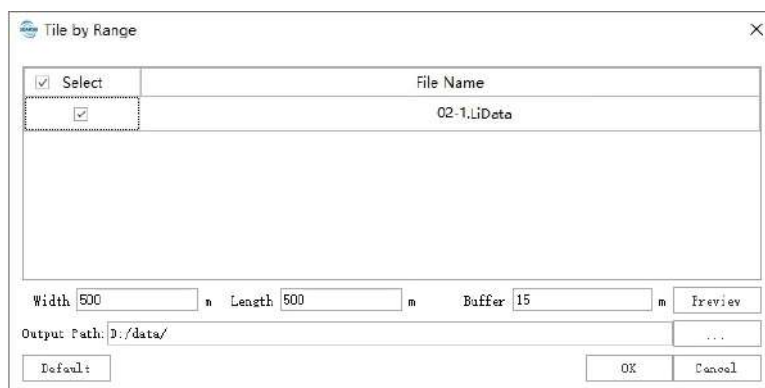 Tile by Range
Select File Name
02-1.LiData
Width 500 m Length 500 m Buffer 15 m Preview
Output Path: D:/data/ ...
Default OK Cancel